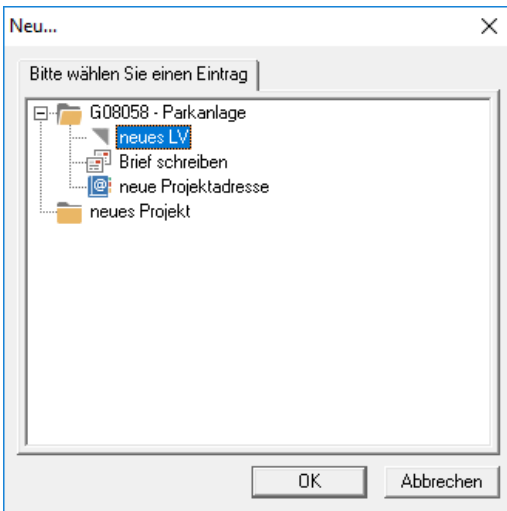 Neu...
Bitte wählen Sie einen Eintrag
G08058 - Parkanlage
neues LV
Brief schreiben
neue Projektadresse
neues Projekt
OK
Abbrechen